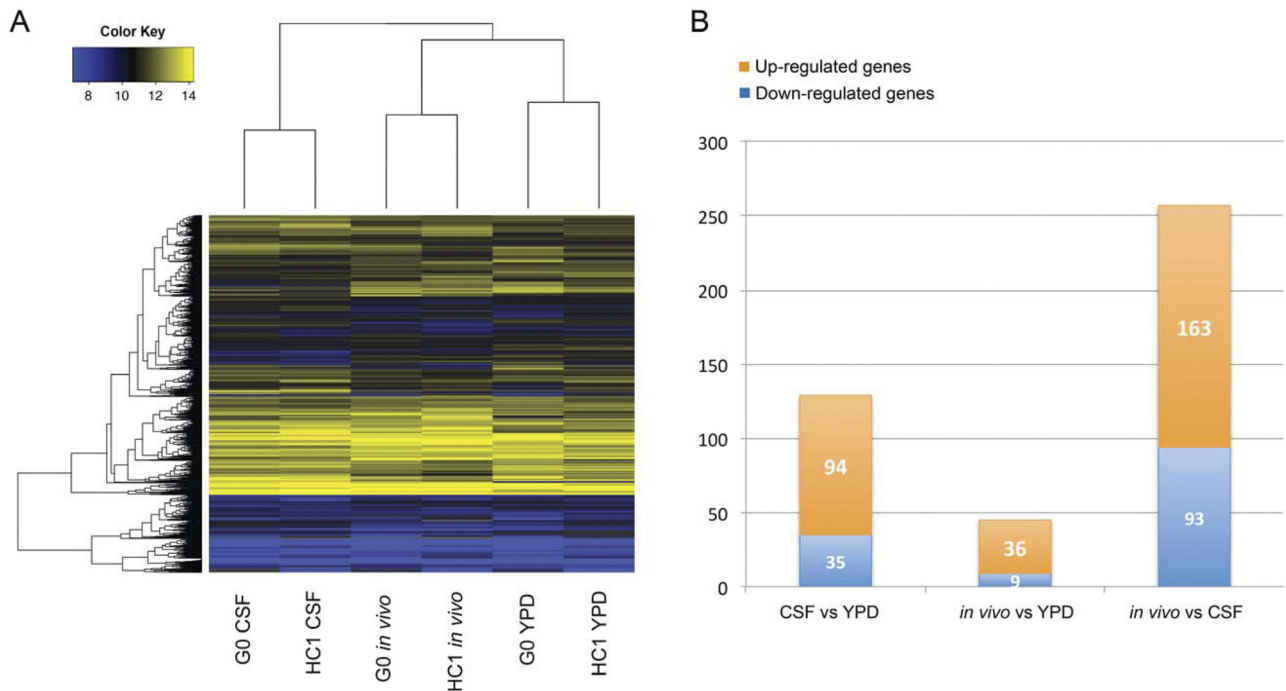 A
Color Key
8 10 12 14
G0 CSF
HC1 CSF
G0 in vivo
HC1 in vivo
G0 YPD
HC1 YPD
B
Up-regulated genes
Down-regulated genes
300
250
200
150
100
50
0
94
35
36
9
163
93
CSF vs YPD
in vivo vs YPD
in vivo vs CSF